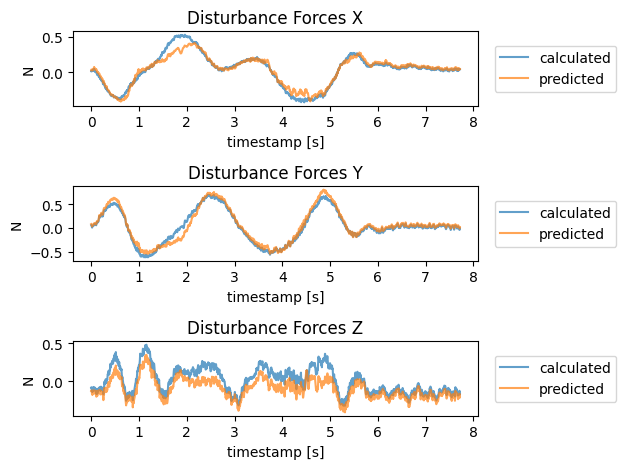 Disturbance Forces X
0.5
0.0
N
0 1 2 3 4 5 6 7 8
timestamp [s]
calculated
predicted
Disturbance Forces Y
0.5
0.0
−0.5
N
0 1 2 3 4 5 6 7 8
timestamp [s]
calculated
predicted
Disturbance Forces Z
0.5
0.0
N
0 1 2 3 4 5 6 7 8
timestamp [s]
calculated
predicted